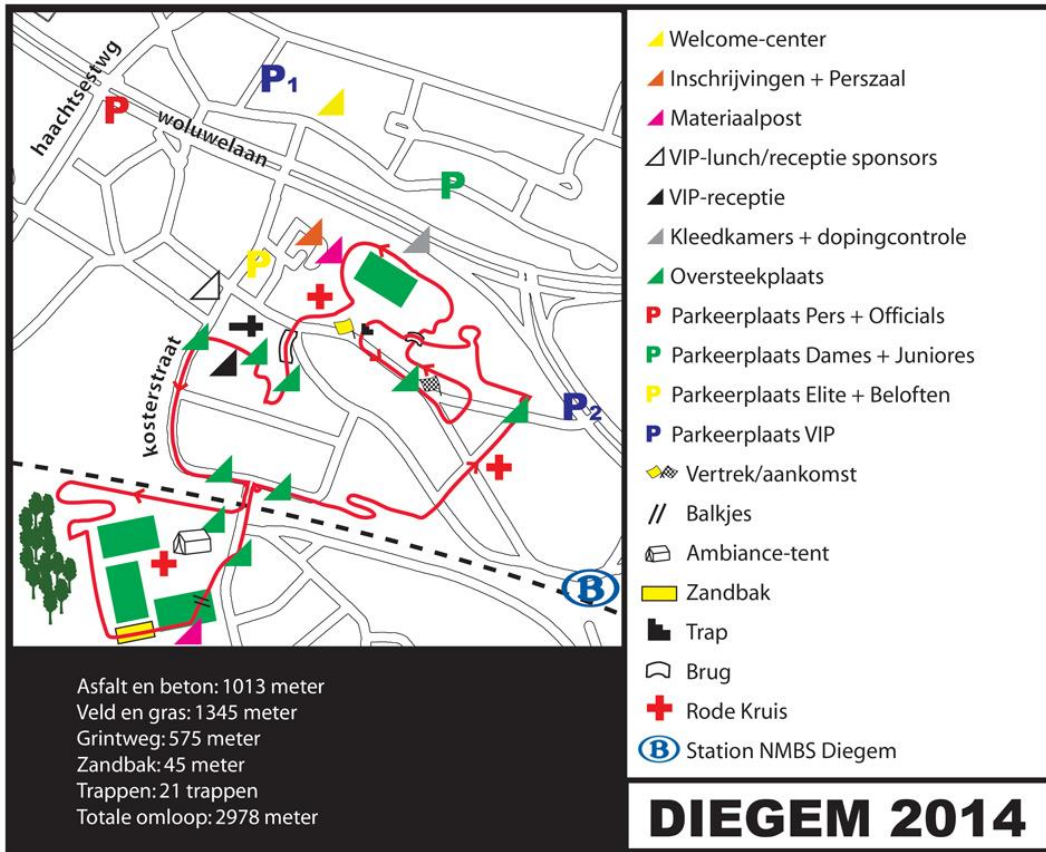 haachtsestwg
P1
P
woluwelaan
P
P
kosterstraat
P2
B
Welcome-center
Inschrijvingen + Perszaal
Materiaalpost
VIP-lunch/receptie sponsors
VIP-receptie
Kleedkamers + dopingcontrole
Oversteekplaats
P Parkeerplaats Pers + Officials
P Parkeerplaats Dames + Juniores
P Parkeerplaats Elite + Beloften
P Parkeerplaats VIP
Vertrek/aankomst
Balkjes
Ambiance-tent
Zandbak
Trap
Brug
Rode Kruis
B Station NMBS Diegem
Asfalt en beton: 1013 meter
Veld en gras: 1345 meter
Grintweg: 575 meter
Zandbak: 45 meter
Trappen: 21 trappen
Totale omloop: 2978 meter
DIEGEM 2014